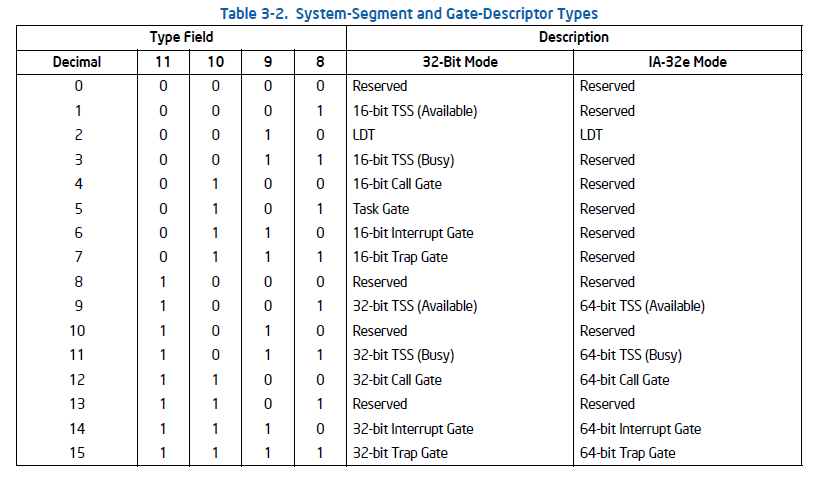 Table 3-2. System-Segment and Gate-Descriptor Types
Type Field Description
Decimal 11 10 9 8 32-Bit Mode IA-32e Mode
0 0 0 0 0 Reserved Reserved
1 0 0 0 1 16-bit TSS (Available) Reserved
2 0 0 1 0 LDT LDT
3 0 0 1 1 16-bit TSS (Busy) Reserved
4 0 1 0 0 16-bit Call Gate Reserved
5 0 1 0 1 Task Gate Reserved
6 0 1 1 0 16-bit Interrupt Gate Reserved
7 0 1 1 1 16-bit Trap Gate Reserved
8 1 0 0 0 Reserved Reserved
9 1 0 0 1 32-bit TSS (Available) 64-bit TSS (Available)
10 1 0 1 0 Reserved Reserved
11 1 0 1 1 32-bit TSS (Busy) 64-bit TSS (Busy)
12 1 1 0 0 32-bit Call Gate 64-bit Call Gate
13 1 1 0 1 Reserved Reserved
14 1 1 1 0 32-bit Interrupt Gate 64-bit Interrupt Gate
15 1 1 1 1 32-bit Trap Gate 64-bit Trap Gate